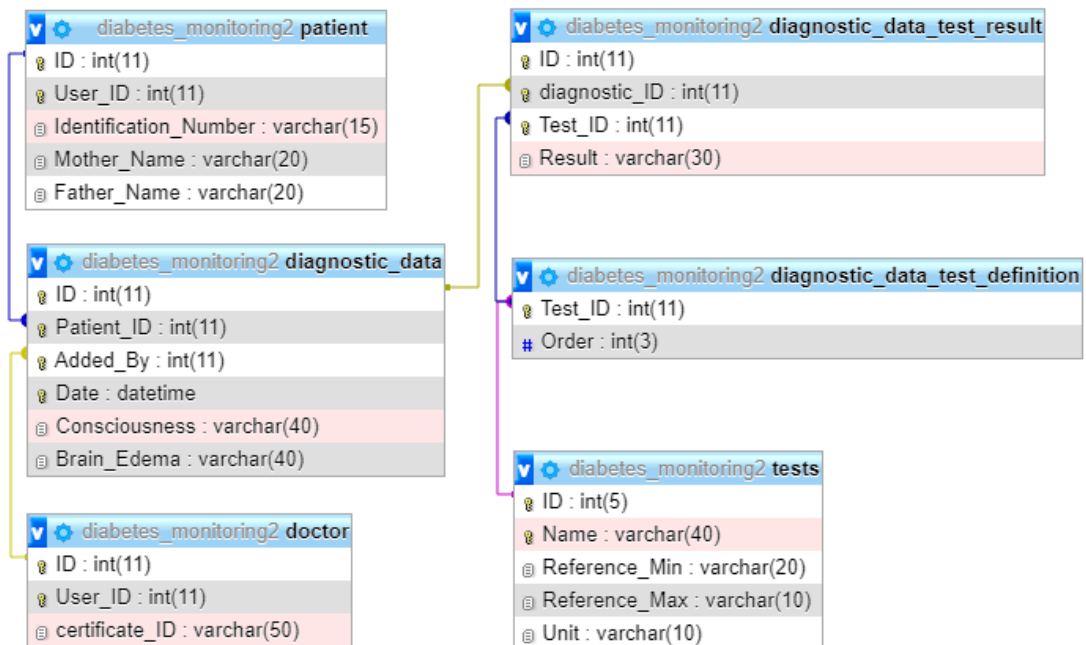 diabetes_monitoring2 patient
ID : int(11)
User_ID : int(11)
Identification_Number : varchar(15)
Mother_Name : varchar(20)
Father_Name : varchar(20)
diabetes_monitoring2 diagnostic_data
ID : int(11)
Patient_ID : int(11)
Added_By : int(11)
Date : datetime
Consciousness : varchar(40)
Brain_Edema : varchar(40)
diabetes_monitoring2 doctor
ID : int(11)
User_ID : int(11)
certificate_ID : varchar(50)
diabetes_monitoring2 diagnostic_data_test_result
ID : int(11)
diagnostic_ID : int(11)
Test_ID : int(11)
Result : varchar(30)
diabetes_monitoring2 diagnostic_data_test_definition
Test_ID : int(11)
# Order : int(3)
diabetes_monitoring2 tests
ID : int(5)
Name : varchar(40)
Reference_Min : varchar(20)
Reference_Max : varchar(10)
Unit : varchar(10)